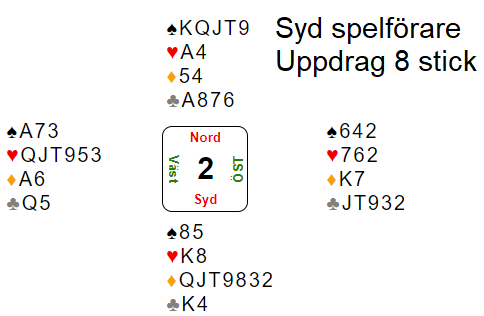 ♠KQJT9
♥A4
♦54
♣A876
Syd spelförare
Uppdrag 8 stick
♠A73
♥QJT953
♦A6
♣Q5
Nord
Väst 2 ÖST
Syd
♠642
♥762
♦K7
♣JT932
♠85
♥K8
♦QJT9832
♣K4